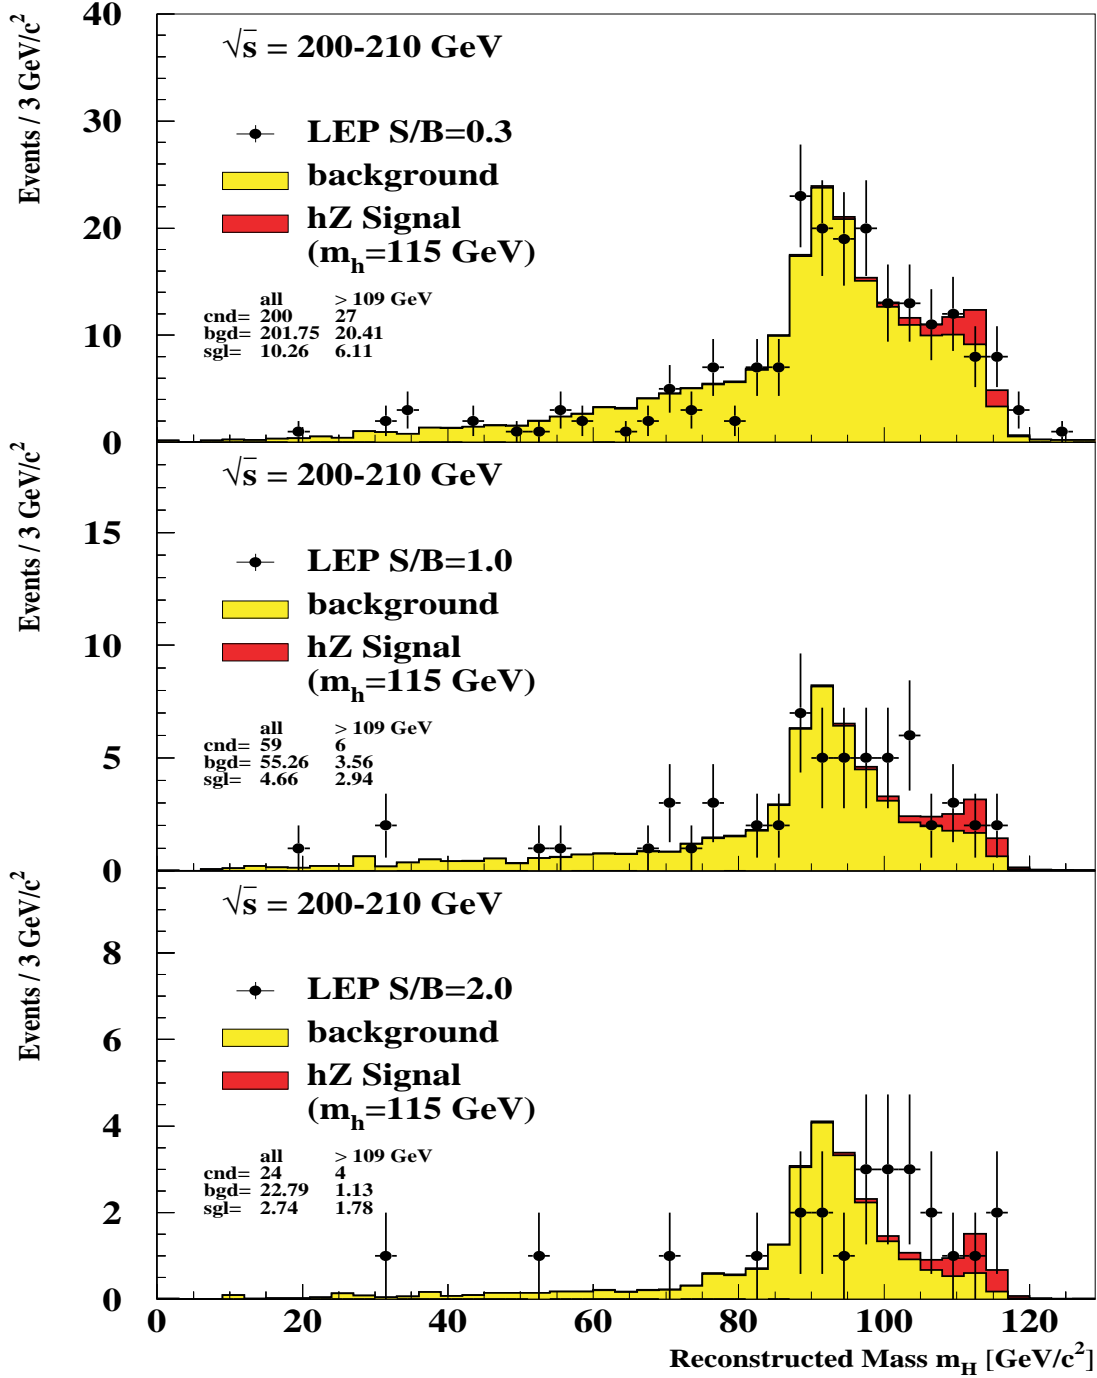 Events / 3 GeV/c²
40
30
20
10
0
√s̅ = 200-210 GeV
LEP S/B=0.3
background
hZ Signal
(m_h=115 GeV)
all > 109 GeV
cnd= 200 27
bgd= 201.75 20.41
sgl= 10.26 6.11
Events / 3 GeV/c²
15
10
5
0
√s̅ = 200-210 GeV
LEP S/B=1.0
background
hZ Signal
(m_h=115 GeV)
all > 109 GeV
cnd= 59 6
bgd= 55.26 3.56
sgl= 4.66 2.94
Events / 3 GeV/c²
8
6
4
2
0
√s̅ = 200-210 GeV
LEP S/B=2.0
background
hZ Signal
(m_h=115 GeV)
all > 109 GeV
cnd= 24 4
bgd= 22.79 1.13
sgl= 2.74 1.78
0 20 40 60 80 100 120
Reconstructed Mass m_H [GeV/c²]